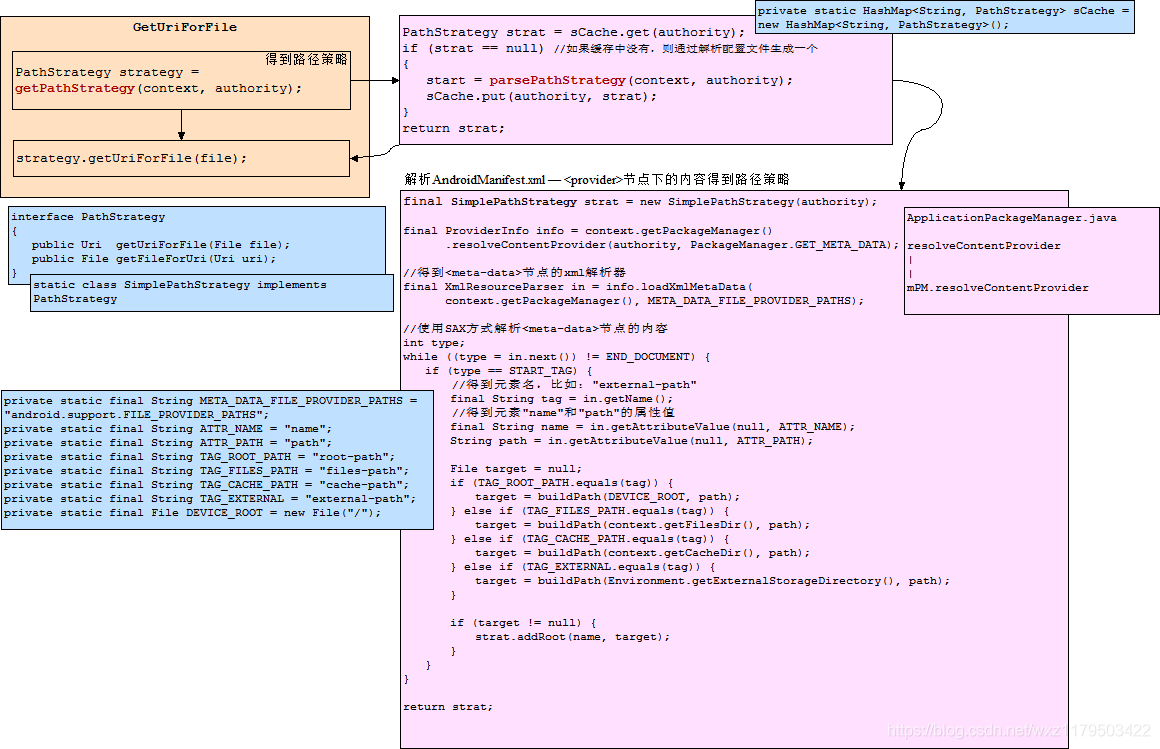 GetUriForFile
得到路径策略
PathStrategy strategy =
getPathStrategy(context, authority);
strategy.getUriForFile(file);
private static HashMap<String, PathStrategy> sCache =
new HashMap<String, PathStrategy>();
PathStrategy strat = sCache.get(authority);
if (strat == null) //如果缓存中没有，则通过解析配置文件生成一个
{
start = parsePathStrategy(context, authority);
sCache.put(authority, strat);
}
return strat;
interface PathStrategy
{
public Uri  getUriForFile(File file);
public File getFileForUri(Uri uri);
}
static class SimplePathStrategy implements
PathStrategy
private static final String META_DATA_FILE_PROVIDER_PATHS =
"android.support.FILE_PROVIDER_PATHS";
private static final String ATTR_NAME = "name";
private static final String ATTR_PATH = "path";
private static final String TAG_ROOT_PATH = "root-path";
private static final String TAG_FILES_PATH = "files-path";
private static final String TAG_CACHE_PATH = "cache-path";
private static final String TAG_EXTERNAL = "external-path";
private static final File DEVICE_ROOT = new File("/");
解析AndroidManifest.xml — <provider>节点下的内容得到路径策略
final SimplePathStrategy strat = new SimplePathStrategy(authority);
final ProviderInfo info = context.getPackageManager()
.resolveContentProvider(authority, PackageManager.GET_META_DATA);
//得到<meta-data>节点的xml解析器
final XmlResourceParser in = info.loadXmlMetaData(
context.getPackageManager(), META_DATA_FILE_PROVIDER_PATHS);
//使用SAX方式解析<meta-data>节点的内容
int type;
while ((type = in.next()) != END_DOCUMENT) {
if (type == START_TAG) {
//得到元素名，比如："external-path"
final String tag = in.getName();
//得到元素"name"和"path"的属性值
final String name = in.getAttributeValue(null, ATTR_NAME);
String path = in.getAttributeValue(null, ATTR_PATH);
File target = null;
if (TAG_ROOT_PATH.equals(tag)) {
target = buildPath(DEVICE_ROOT, path);
} else if (TAG_FILES_PATH.equals(tag)) {
target = buildPath(context.getFilesDir(), path);
} else if (TAG_CACHE_PATH.equals(tag)) {
target = buildPath(context.getCacheDir(), path);
} else if (TAG_EXTERNAL.equals(tag)) {
target = buildPath(Environment.getExternalStorageDirectory(), path);
}
if (target != null) {
strat.addRoot(name, target);
}
}
}
return strat;
ApplicationPackageManager.java
resolveContentProvider
|
|
mPM.resolveContentProvider
https://blog.csdn.net/wxz1179503422